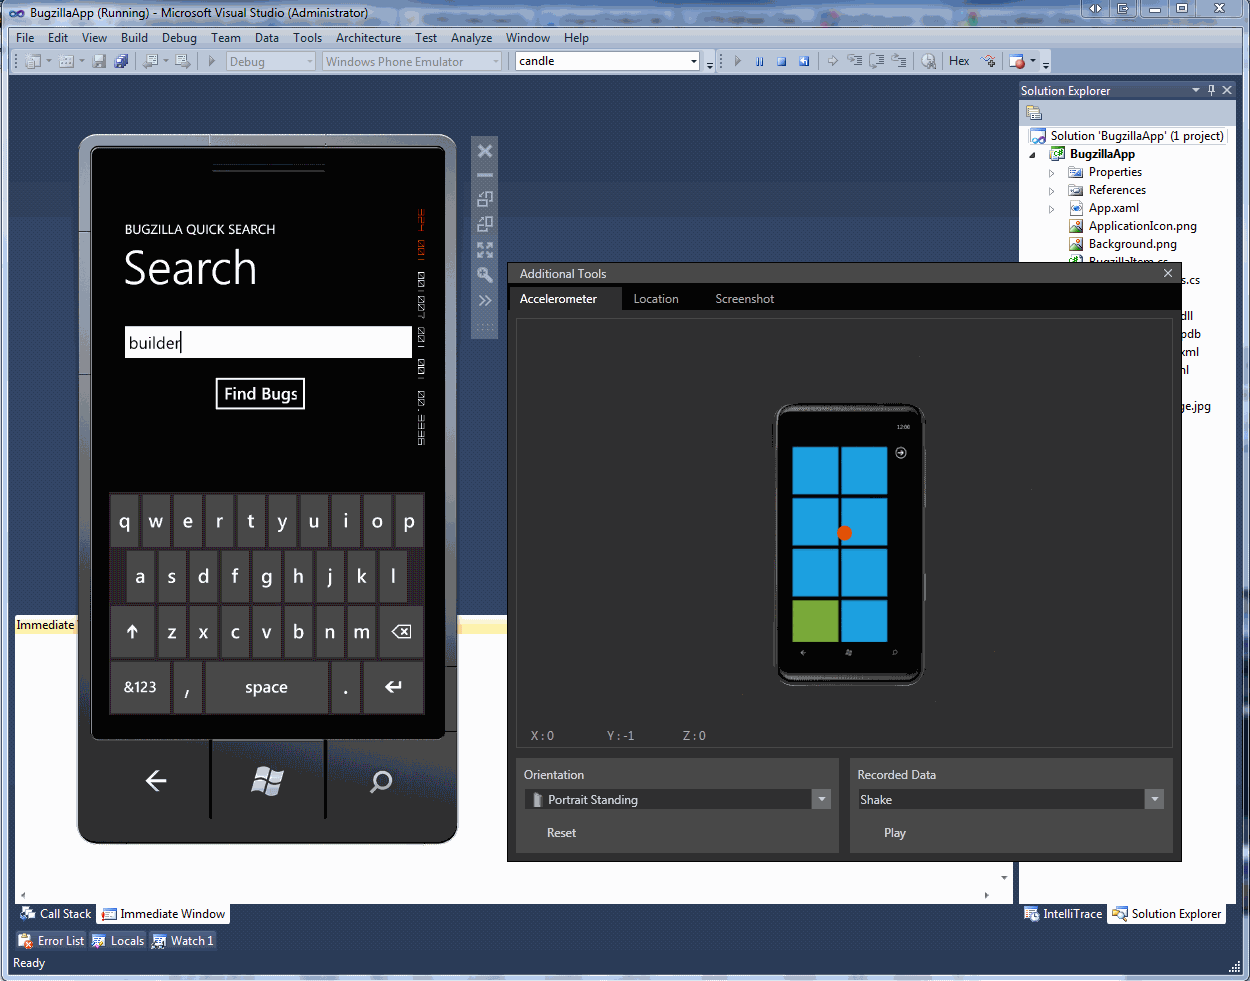 BugzillaApp (Running) - Microsoft Visual Studio (Administrator)
File Edit View Build Debug Team Data Tools Architecture Test Analyze Window Help
Debug Windows Phone Emulator candle Hex
Solution Explorer
Solution 'BugzillaApp' (1 project)
BugzillaApp
Properties
References
App.xaml
ApplicationIcon.png
Background.png
BugzillaItem.cs
s.cs
dll
pdb
xml
ml
ge.jpg
BUGZILLA QUICK SEARCH
Search
builder
Find Bugs
q w e r t y u i o p
a s d f g h j k l
z x c v b n m
&123 , space .
Additional Tools
Accelerometer Location Screenshot
12:00
X : 0 Y : -1 Z : 0
Orientation
Portrait Standing
Reset
Recorded Data
Shake
Play
Immediate
Call Stack Immediate Window
IntelliTrace Solution Explorer
Error List Locals Watch 1
Ready